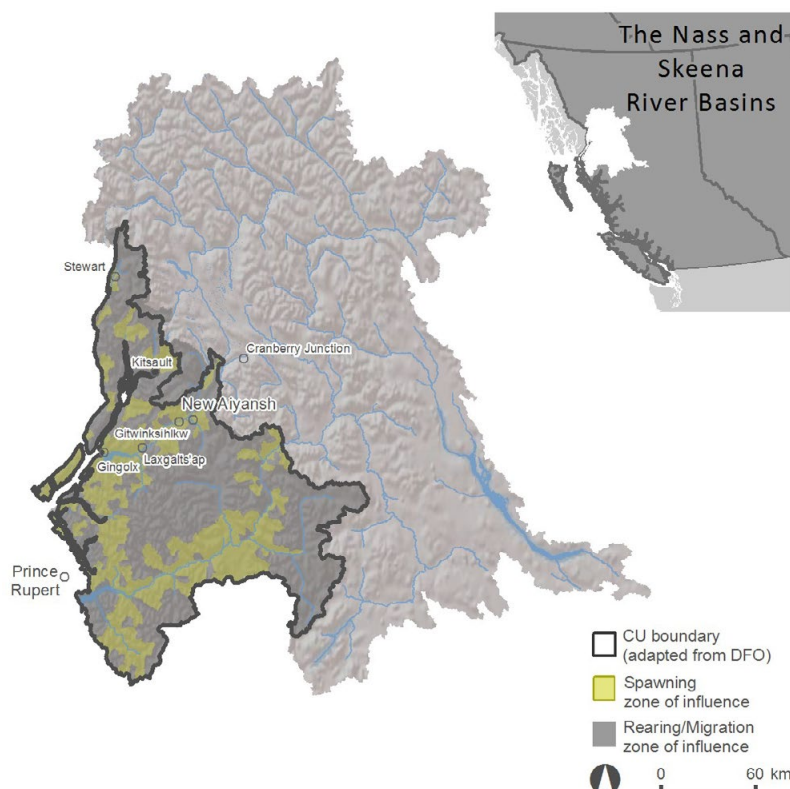 The Nass and
Skeena
River Basins
Stewart
Cranberry Junction
Kitsault
New Aiyansh
Gitwinksihlkw
Laxgalts'ap
Gingolx
Prince
Rupert
CU boundary
(adapted from DFO)
Spawning
zone of influence
Rearing/Migration
zone of influence
0 60 km